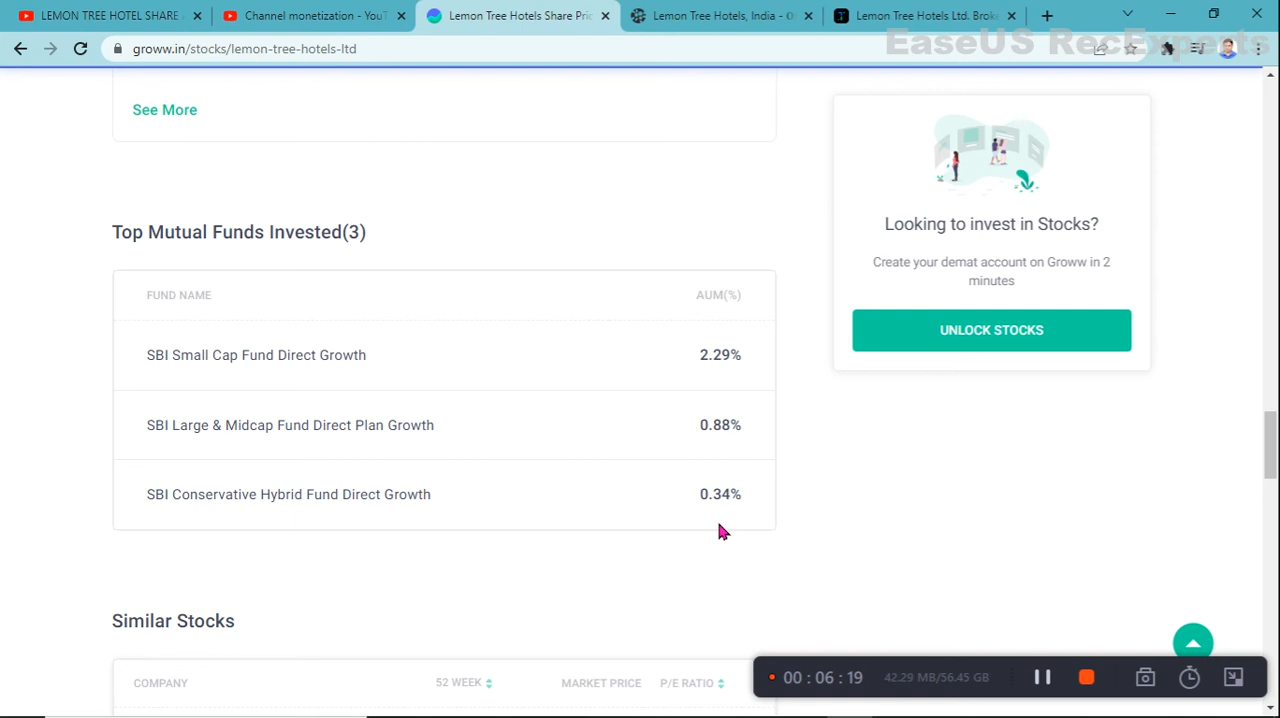 LEMON TREE HOTEL SHARE
Channel monetization - YouT
Lemon Tree Hotels Share Pric
Lemon Tree Hotels, India - O
Lemon Tree Hotels Ltd. Broke
groww.in/stocks/lemon-tree-hotels-ltd
EaseUS RecExperts
See More
Top Mutual Funds Invested(3)
FUND NAME AUM(%)
SBI Small Cap Fund Direct Growth 2.29%
SBI Large & Midcap Fund Direct Plan Growth 0.88%
SBI Conservative Hybrid Fund Direct Growth 0.34%
Looking to invest in Stocks?
Create your demat account on Groww in 2
minutes
UNLOCK STOCKS
Similar Stocks
COMPANY 52 WEEK MARKET PRICE P/E RATIO
00:06:19 42.29 MB/56.45 GB